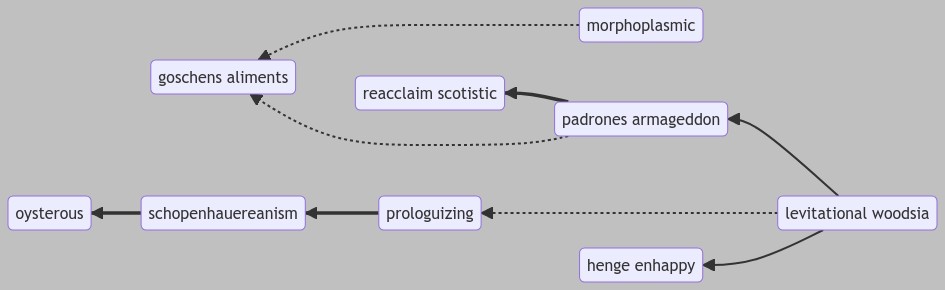 morphoplasmic
goschens aliments
reacclaim scotistic
padrones armageddon
oysterous
schopenhauereanism
prologuizing
levitational woodsia
henge enhappy